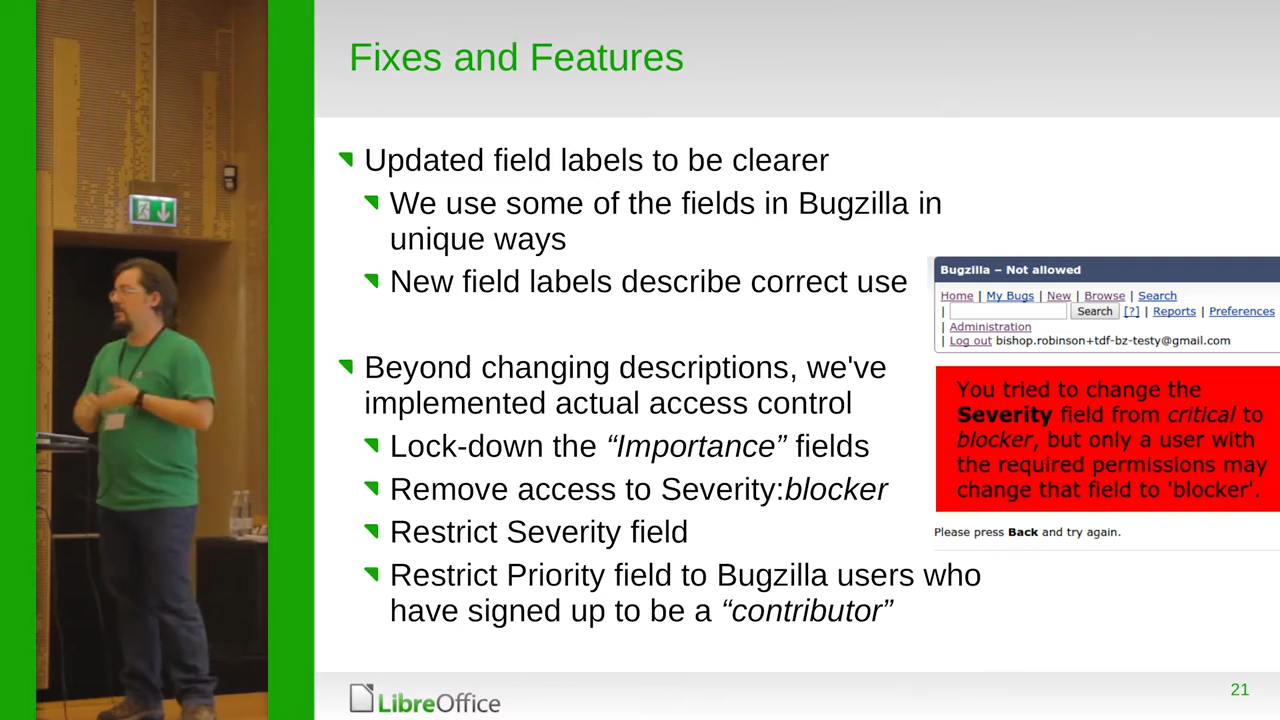 Fixes and Features
Updated field labels to be clearer
We use some of the fields in Bugzilla in
unique ways
New field labels describe correct use
Beyond changing descriptions, we've
implemented actual access control
Lock-down the “Importance” fields
Remove access to Severity:blocker
Restrict Severity field
Restrict Priority field to Bugzilla users who
have signed up to be a “contributor”
Bugzilla – Not allowed
Home | My Bugs | New | Browse | Search
| Search [?] | Reports | Preferences
| Administration
| Log out bishop.robinson+tdf-bz-testy@gmail.com
You tried to change the
Severity field from critical to
blocker, but only a user with
the required permissions may
change that field to 'blocker'.
Please press Back and try again.
LibreOffice
21